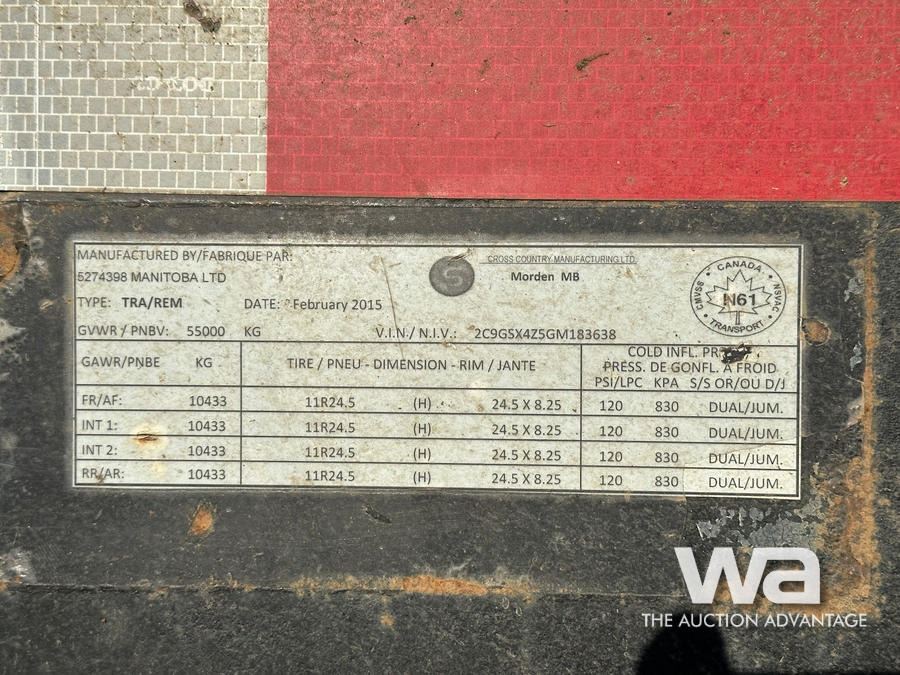 MANUFACTURED BY/FABRIQUE PAR:
5274398 MANITOBA LTD
S
CROSS COUNTRY MANUFACTURING LTD.
Morden MB
TYPE: TRA/REM DATE: February 2015
CANADA
CMVSS N61 NSVAC
TRANSPORT
GVWR / PNBV: 55000 KG V.I.N./ N.I.V.: 2C9GSX4Z5GM183638
GAWR/PNBE KG TIRE / PNEU - DIMENSION - RIM / JANTE
COLD INFL.
PRESS. DE GONFL. A FROID
PSI/LPC KPA S/S OR/OU D/J
FR/AF: 10433 11R24.5 (H) 24.5 X 8.25 120 830 DUAL/JUM.
INT 1: 10433 11R24.5 (H) 24.5 X 8.25 120 830 DUAL/JUM.
INT 2: 10433 11R24.5 (H) 24.5 X 8.25 120 830 DUAL/JUM.
RR/AR: 10433 11R24.5 (H) 24.5 X 8.25 120 830 DUAL/JUM.
wa
THE AUCTION ADVANTAGE